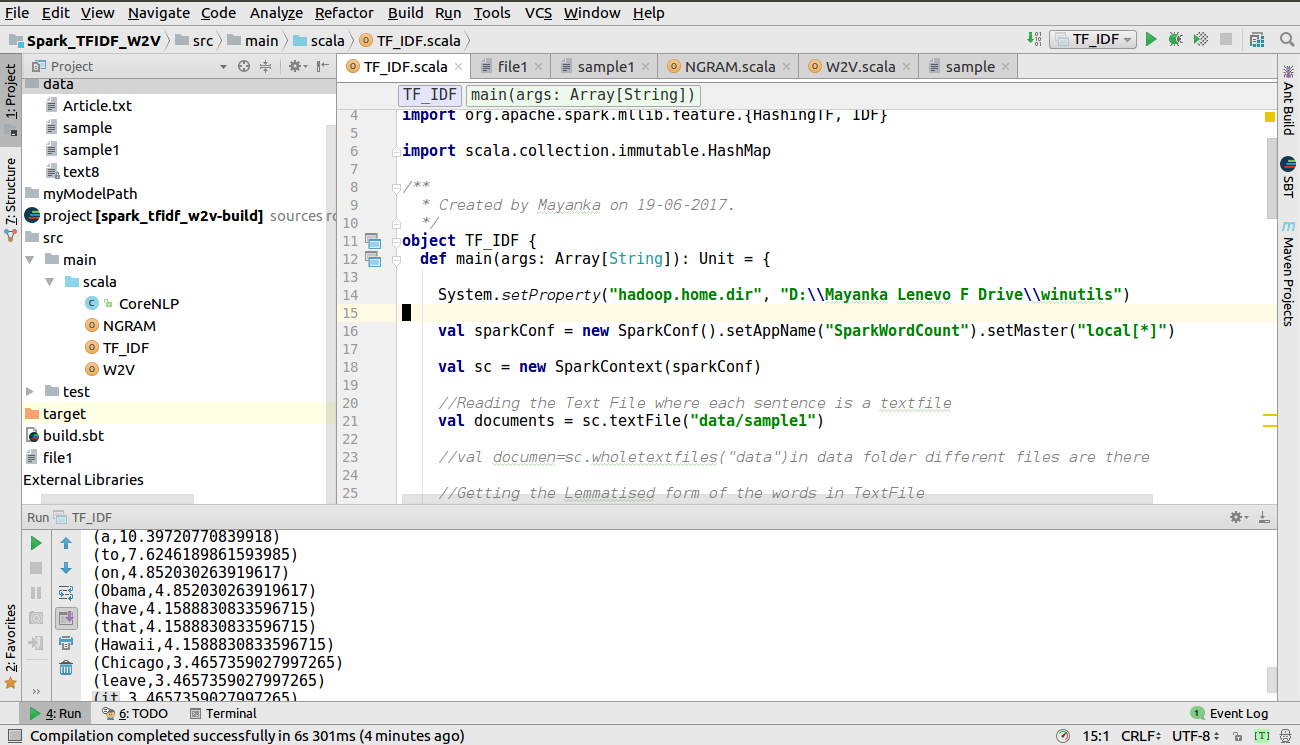 File Edit View Navigate Code Analyze Refactor Build Run Tools VCS Window Help
Spark_TFIDF_W2V src main scala TF_IDF.scala TF_IDF
1: Project
7: Structure
2: Favorites
Project
data
Article.txt
sample
sample1
text8
myModelPath
project [spark_tfidf_w2v-build] sources ro
src
main
scala
CoreNLP
NGRAM
TF_IDF
W2V
test
target
build.sbt
file1
External Libraries
TF_IDF.scala file1 sample1 NGRAM.scala W2V.scala sample
TF_IDF main(args: Array[String])
4 import org.apache.spark.mllib.feature.{HashingTF, IDF}
5
6 import scala.collection.immutable.HashMap
7
8 /**
9 * Created by Mayanka on 19-06-2017.
10 */
11 object TF_IDF {
12 def main(args: Array[String]): Unit = {
13
14 System.setProperty("hadoop.home.dir", "D:\\Mayanka Lenevo F Drive\\winutils")
15
16 val sparkConf = new SparkConf().setAppName("SparkWordCount").setMaster("local[*]")
17
18 val sc = new SparkContext(sparkConf)
19
20 //Reading the Text File where each sentence is a textfile
21 val documents = sc.textFile("data/sample1")
22
23 //val documen=sc.wholetextfiles("data")in data folder different files are there
24
25 //Getting the Lemmatised form of the words in TextFile
Ant Build
SBT
m Maven Projects
Run TF_IDF
(a,10.39720770839918)
(to,7.6246189861593985)
(on,4.852030263919617)
(Obama,4.852030263919617)
(have,4.1588830833596715)
(that,4.1588830833596715)
(Hawaii,4.1588830833596715)
(Chicago,3.4657359027997265)
(leave,3.4657359027997265)
(it,3.4657359027997265)
4: Run 6: TODO Terminal 1 Event Log
Compilation completed successfully in 6s 301ms (4 minutes ago) 15:1 CRLF UTF-8 [T]